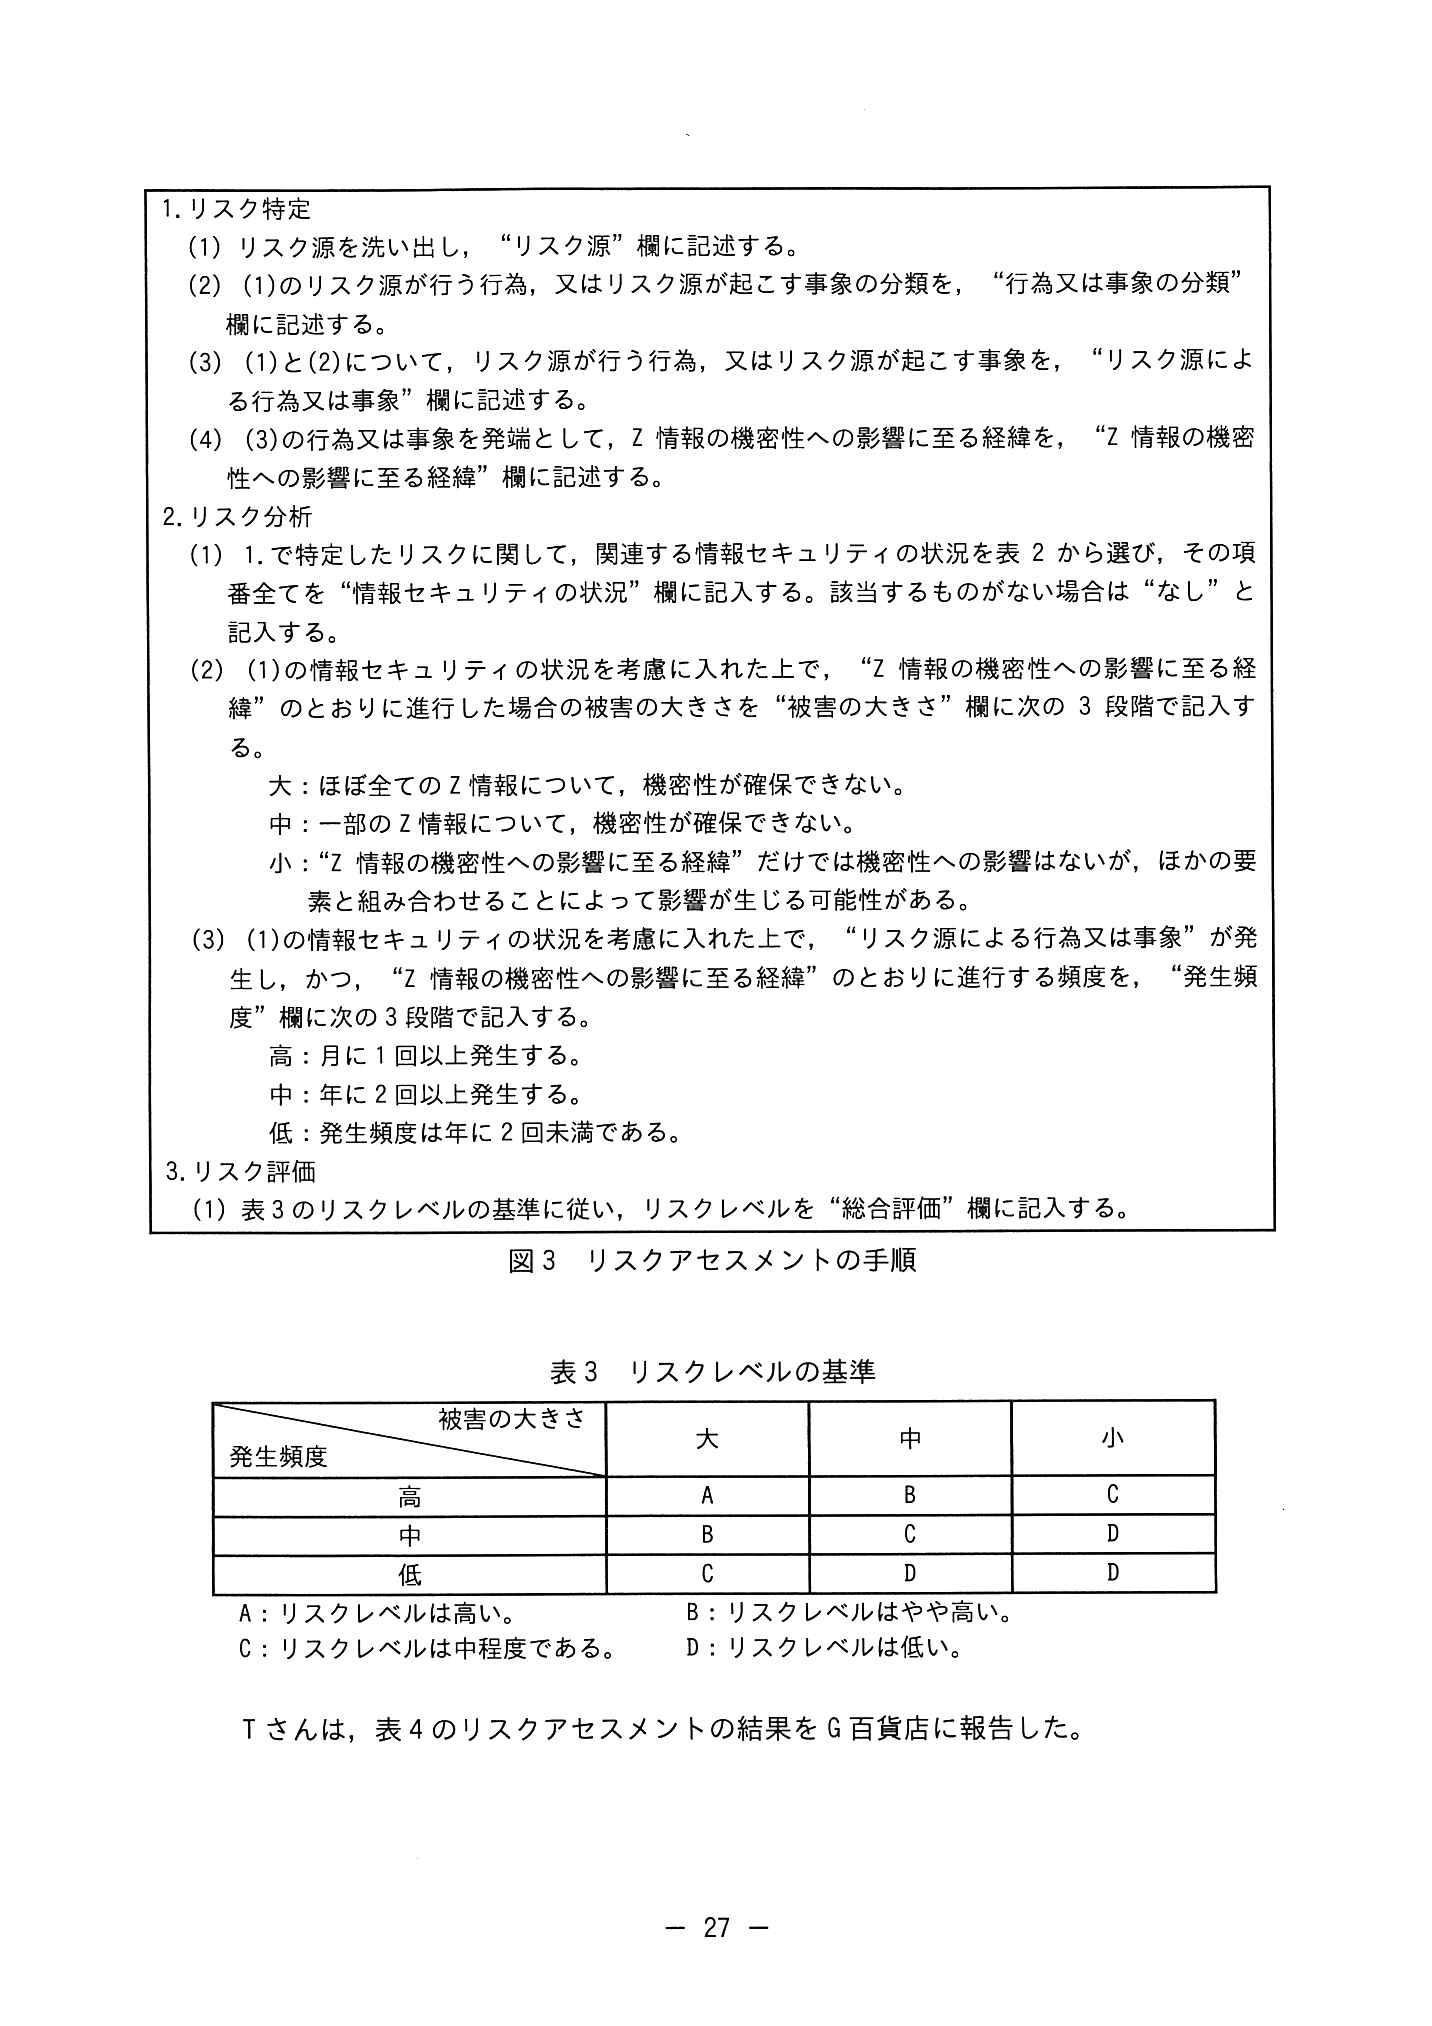 1. リスク特定
(1) リスク源を洗い出し，“リスク源”欄に記述する。
(2) (1)のリスク源が行う行為，又はリスク源が起こす事象の分類を，“行為又は事象の分類”
欄に記述する。
(3) (1)と(2)について，リスク源が行う行為，又はリスク源が起こす事象を，“リスク源によ
る行為又は事象”欄に記述する。
(4) (3)の行為又は事象を発端として，Z 情報の機密性への影響に至る経緯を，“Z 情報の機密
性への影響に至る経緯”欄に記述する。
2. リスク分析
(1) 1. で特定したリスクに関して，関連する情報セキュリティの状況を表 2 から選び，その項
番全てを“情報セキュリティの状況”欄に記入する。該当するものがない場合は“なし”と
記入する。
(2) (1)の情報セキュリティの状況を考慮に入れた上で，“Z 情報の機密性への影響に至る経
緯”のとおりに進行した場合の被害の大きさを“被害の大きさ”欄に次の 3 段階で記入す
る。
大：ほぼ全ての Z 情報について，機密性が確保できない。
中：一部の Z 情報について，機密性が確保できない。
小：“Z 情報の機密性への影響に至る経緯”だけでは機密性への影響はないが，ほかの要
素と組み合わせることによって影響が生じる可能性がある。
(3) (1)の情報セキュリティの状況を考慮に入れた上で，“リスク源による行為又は事象”が発
生し，かつ，“Z 情報の機密性への影響に至る経緯”のとおりに進行する頻度を，“発生頻
度”欄に次の 3 段階で記入する。
高：月に 1 回以上発生する。
中：年に 2 回以上発生する。
低：発生頻度は年に 2 回未満である。
3. リスク評価
(1) 表 3 のリスクレベルの基準に従い，リスクレベルを“総合評価”欄に記入する。
図 3 リスクアセスメントの手順
表 3 リスクレベルの基準
被害の大きさ 大 中 小
発生頻度
高 A B C
中 B C D
低 C D D
A：リスクレベルは高い。 B：リスクレベルはやや高い。
C：リスクレベルは中程度である。 D：リスクレベルは低い。
T さんは，表 4 のリスクアセスメントの結果を G 百貨店に報告した。
－ 27 －